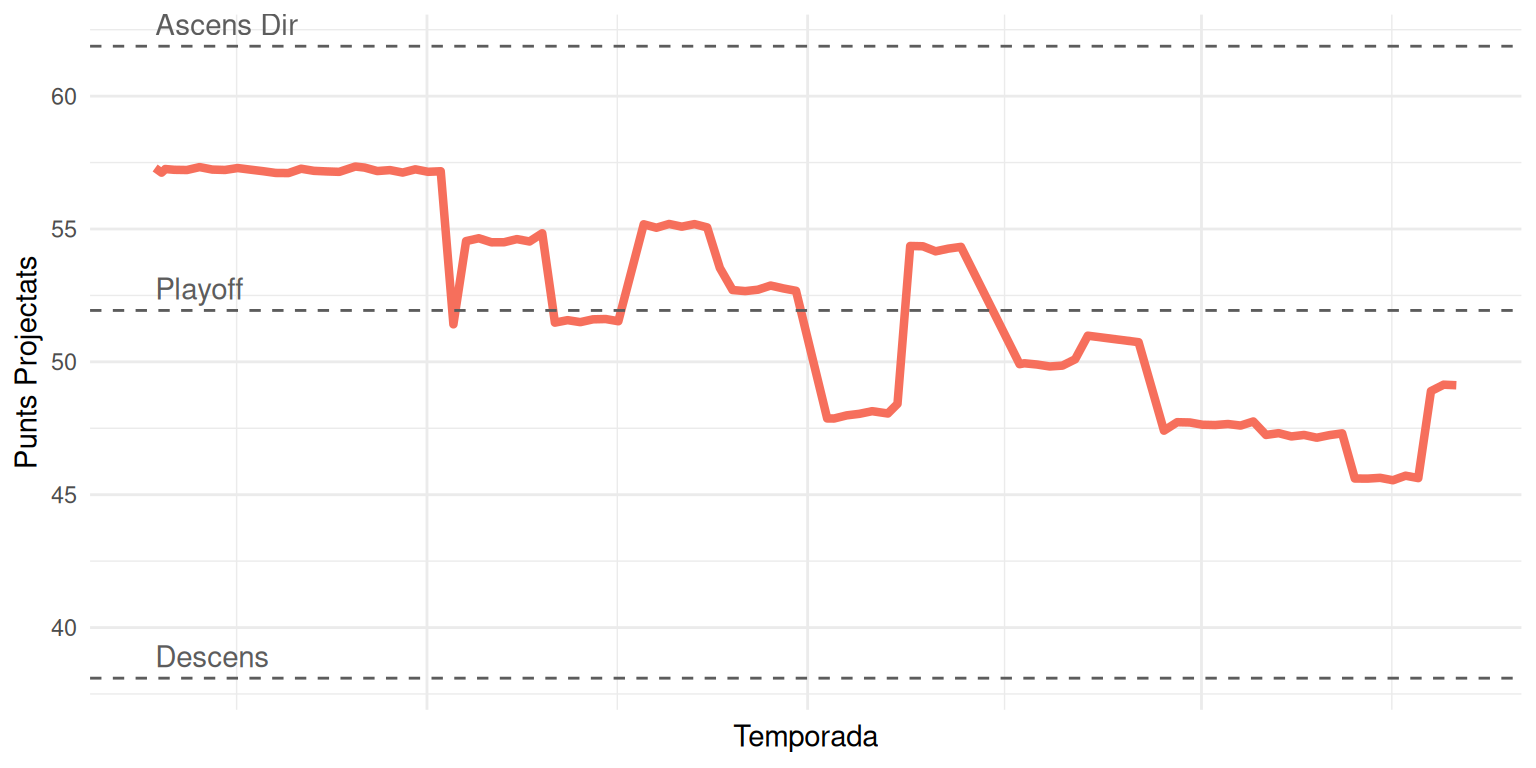 Ascens Dir
60
55
Playoff
50
45
40
Descens
Punts Projectats
Temporada